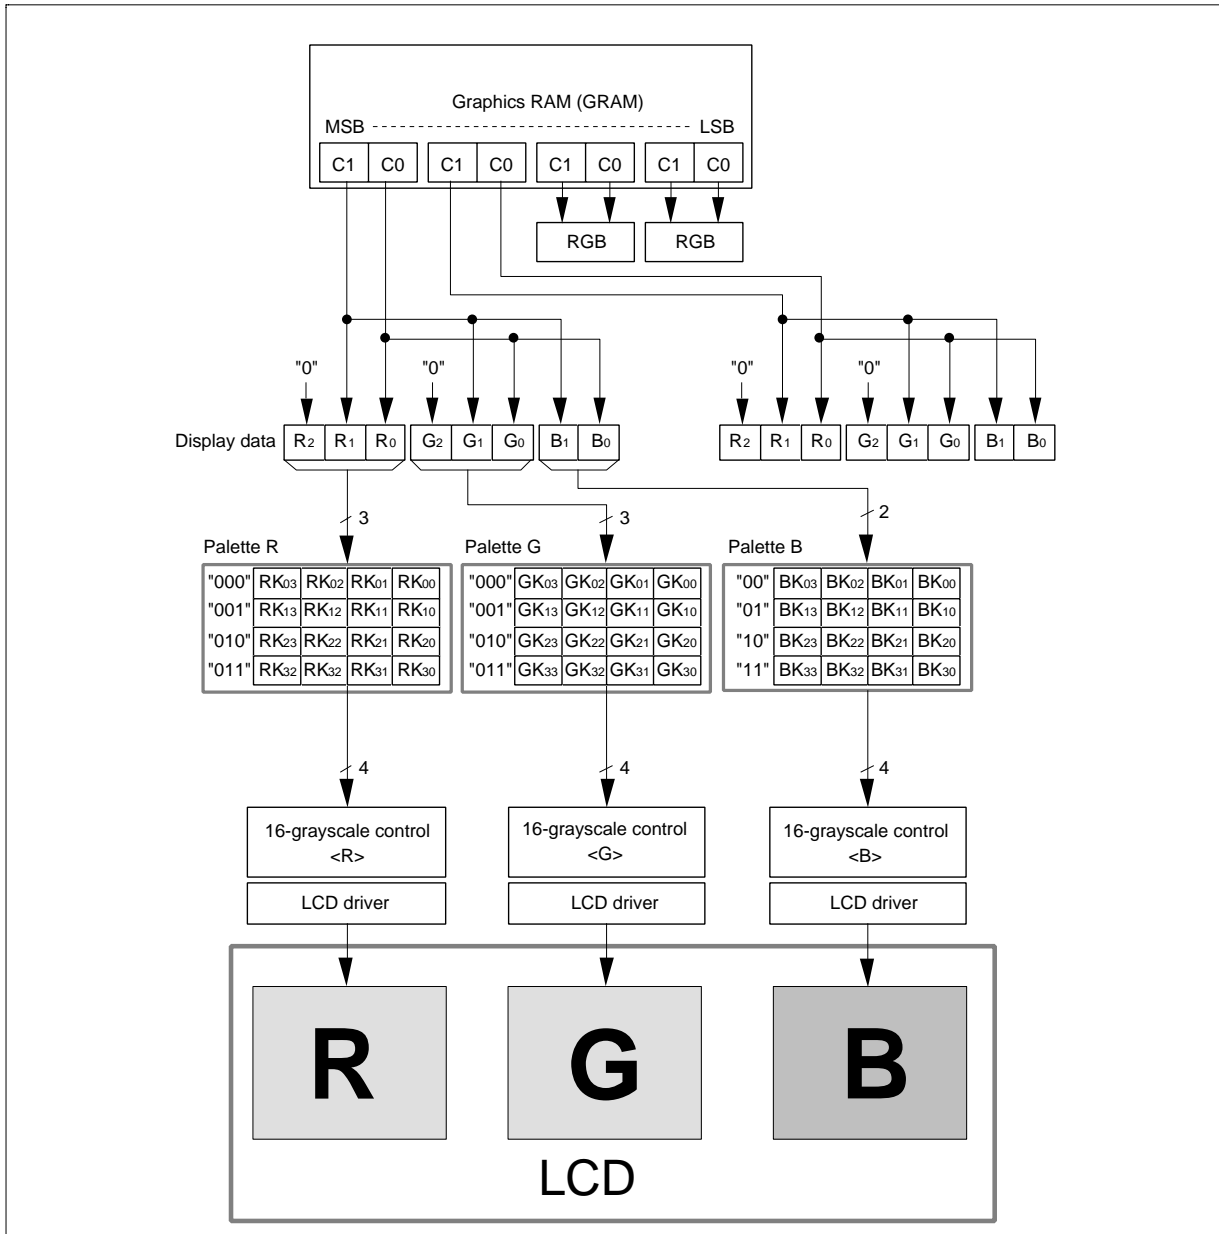 Graphics RAM (GRAM)
MSB LSB
C1 C0 C1 C0 C1 C0 C1 C0
RGB RGB
"0" "0" "0" "0"
Display data R2 R1 R0 G2 G1 G0 B1 B0 R2 R1 R0 G2 G1 G0 B1 B0
3 3 2
Palette R Palette G Palette B
"000" RK03 RK02 RK01 RK00 "000" GK03 GK02 GK01 GK00 "00" BK03 BK02 BK01 BK00
"001" RK13 RK12 RK11 RK10 "001" GK13 GK12 GK11 GK10 "01" BK13 BK12 BK11 BK10
"010" RK23 RK22 RK21 RK20 "010" GK23 GK22 GK21 GK20 "10" BK23 BK22 BK21 BK20
"011" RK32 RK32 RK31 RK30 "011" GK33 GK32 GK31 GK30 "11" BK33 BK32 BK31 BK30
4 4 4
16-grayscale control 16-grayscale control 16-grayscale control
<R> <G> <B>
LCD driver LCD driver LCD driver
R G B
LCD